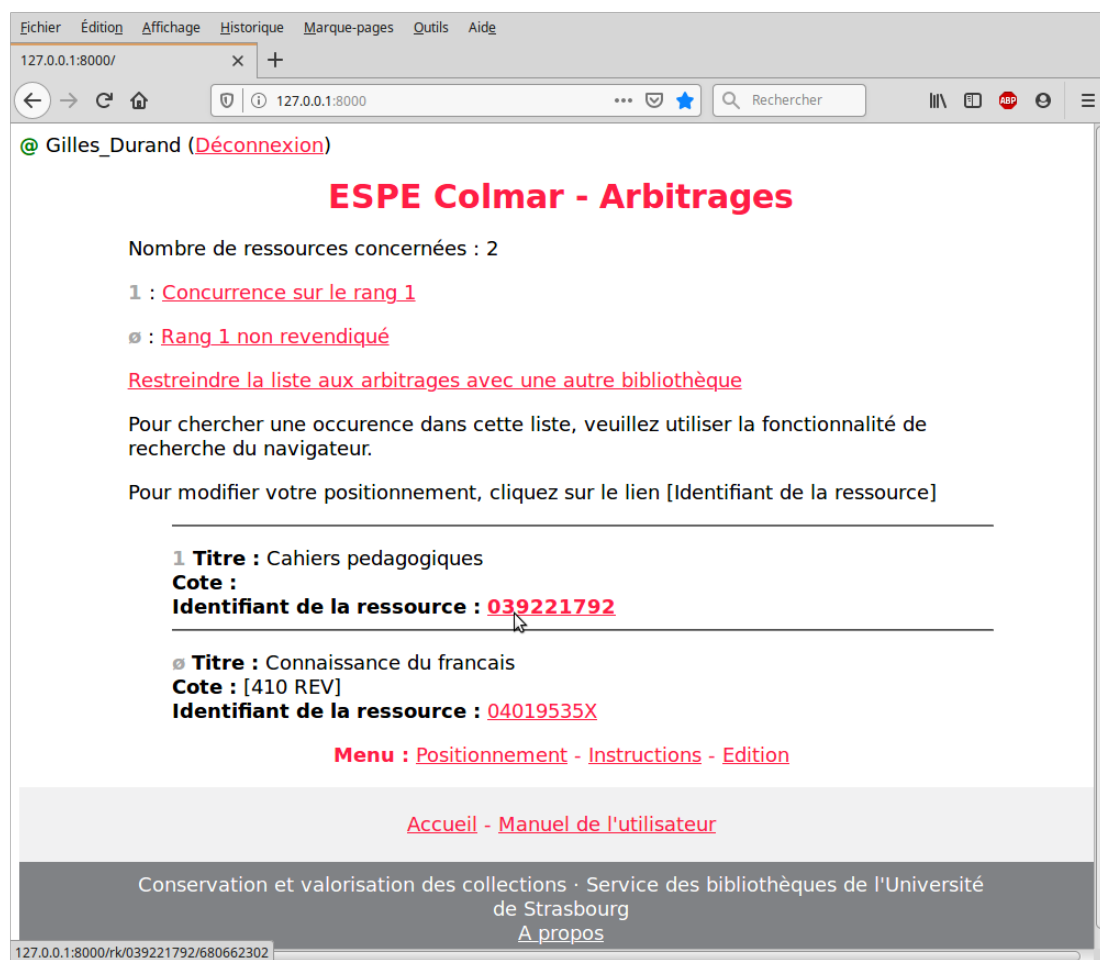 Fichier Édition Affichage Historique Marque-pages Outils Aide
127.0.0.1:8000/
127.0.0.1:8000 Rechercher ABP
@ Gilles_Durand (Déconnexion)
ESPE Colmar - Arbitrages
Nombre de ressources concernées : 2
1 : Concurrence sur le rang 1
ø : Rang 1 non revendiqué
Restreindre la liste aux arbitrages avec une autre bibliothèque
Pour chercher une occurence dans cette liste, veuillez utiliser la fonctionnalité de
recherche du navigateur.
Pour modifier votre positionnement, cliquez sur le lien [Identifiant de la ressource]
1 Titre : Cahiers pedagogiques
Cote :
Identifiant de la ressource : 039221792
ø Titre : Connaissance du francais
Cote : [410 REV]
Identifiant de la ressource : 04019535X
Menu : Positionnement - Instructions - Edition
Accueil - Manuel de l'utilisateur
Conservation et valorisation des collections · Service des bibliothèques de l'Université
de Strasbourg
A propos
127.0.0.1:8000/rk/039221792/680662302